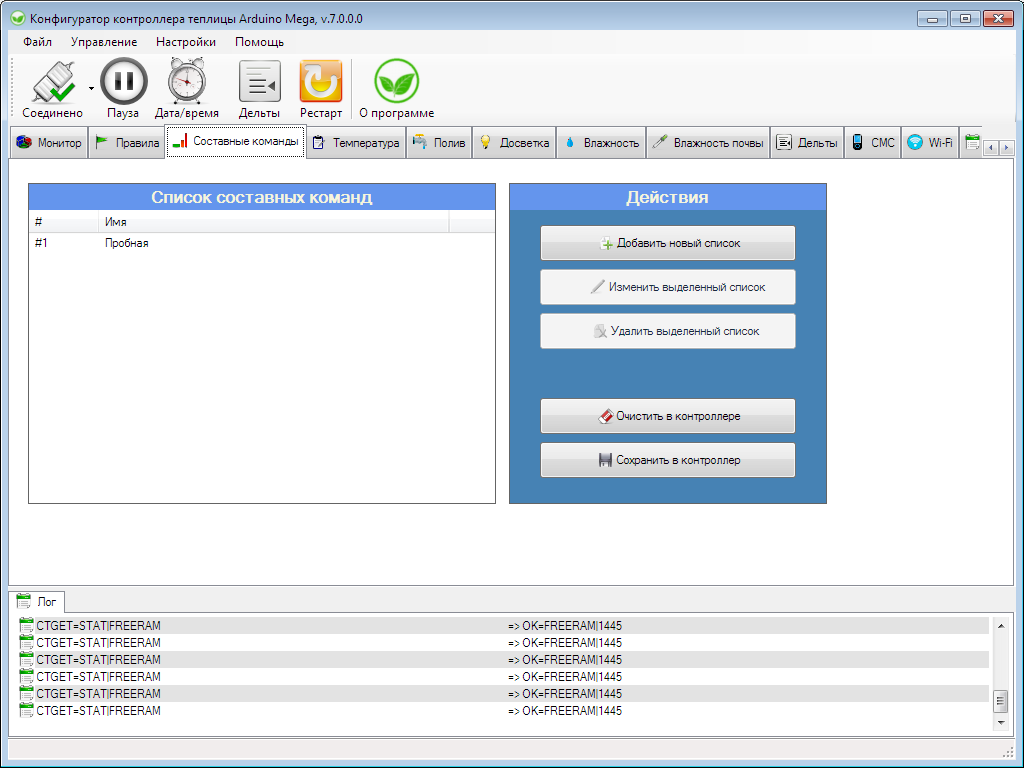 Конфигуратор контроллера теплицы Arduino Mega, v.7.0.0.0
Файл Управление Настройки Помощь
Соединено Пауза Дата/время Дельты Рестарт О программе
Монитор Правила Составные команды Температура Полив Досветка Влажность Влажность почвы Дельты СМС Wi-Fi
Список составных команд
# Имя
#1 Пробная
Действия
Добавить новый список
Изменить выделенный список
Удалить выделенный список
Очистить в контроллере
Сохранить в контроллер
Лог
CTGET=STAT|FREERAM => OK=FREERAM|1445
CTGET=STAT|FREERAM => OK=FREERAM|1445
CTGET=STAT|FREERAM => OK=FREERAM|1445
CTGET=STAT|FREERAM => OK=FREERAM|1445
CTGET=STAT|FREERAM => OK=FREERAM|1445
CTGET=STAT|FREERAM => OK=FREERAM|1445